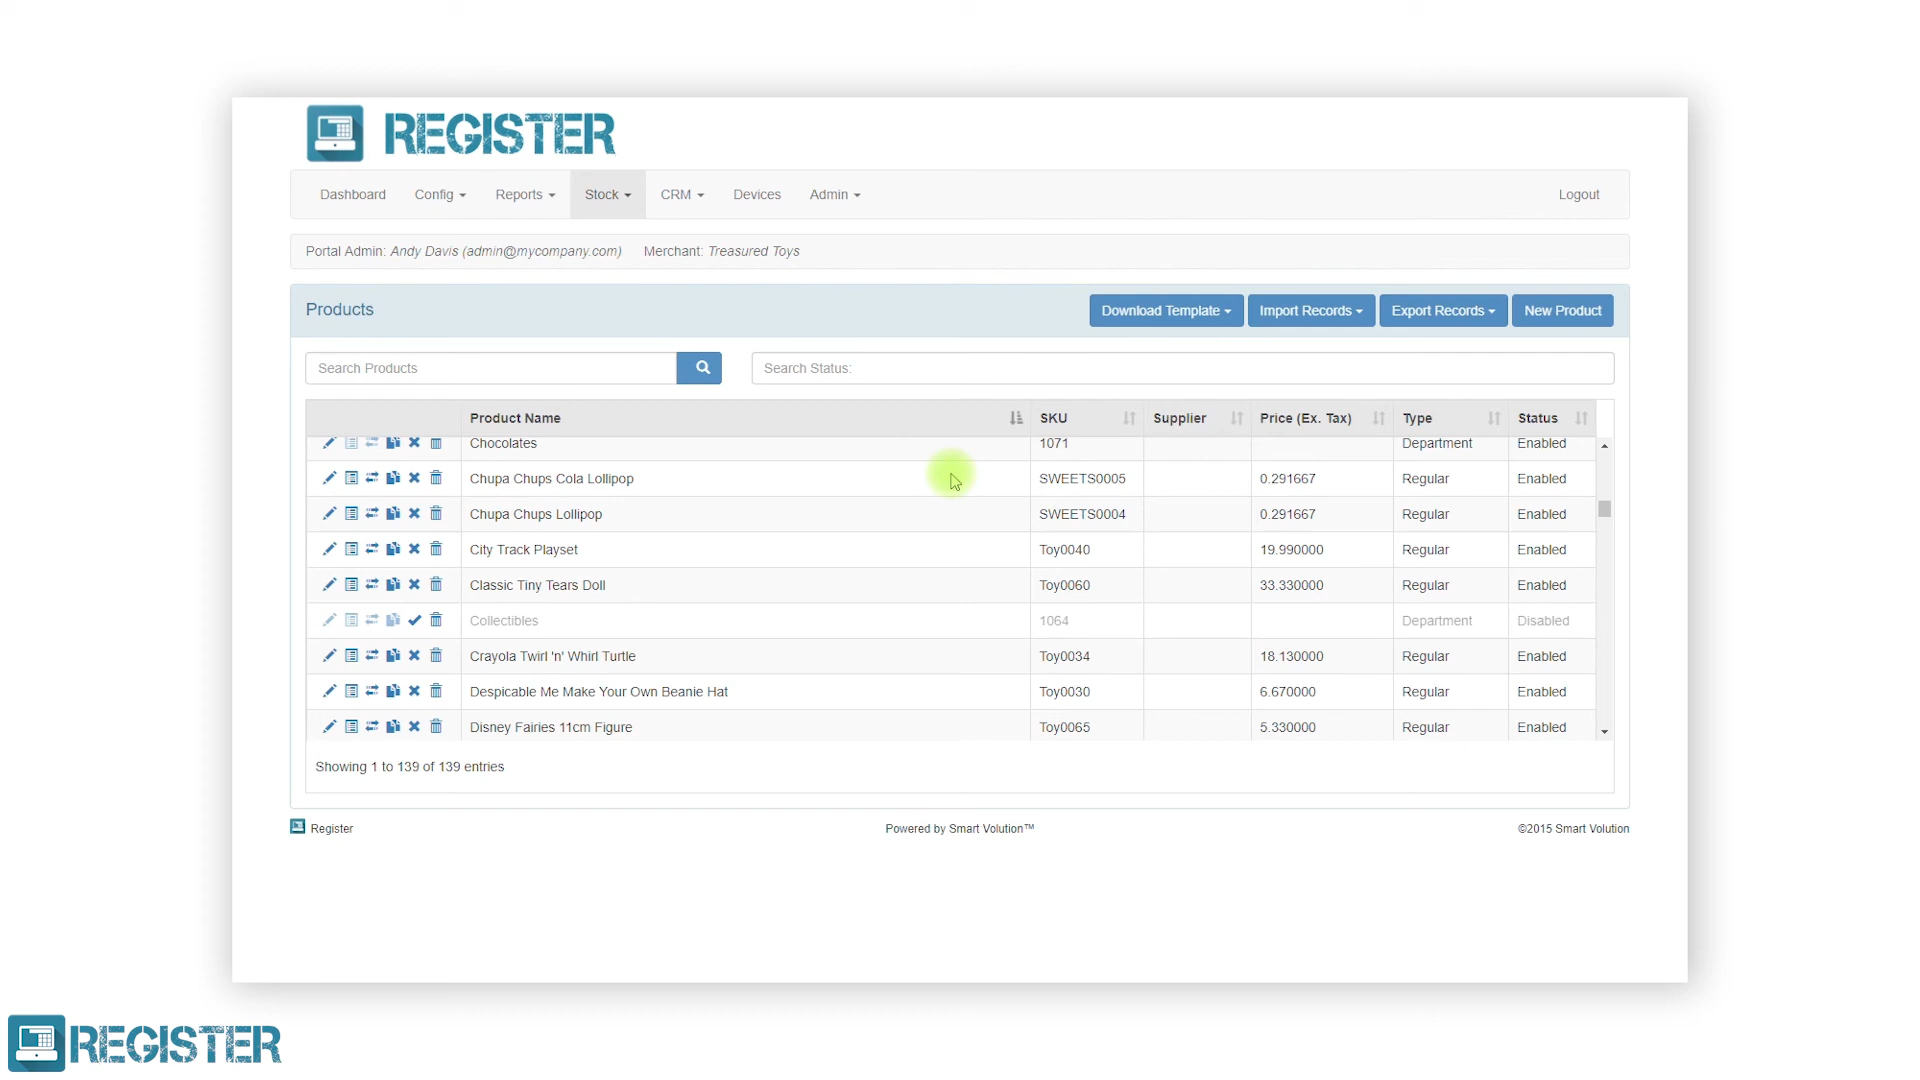 REGISTER
Dashboard Config Reports Stock CRM Devices Admin Logout
Portal Admin: Andy Davis (admin@mycompany.com) Merchant: Treasured Toys
Products Download Template Import Records Export Records New Product
Search Products Search Status:
Product Name SKU Supplier Price (Ex. Tax) Type Status
Chocolates 1071 Department Enabled
Chupa Chups Cola Lollipop SWEETS0005 0.291667 Regular Enabled
Chupa Chups Lollipop SWEETS0004 0.291667 Regular Enabled
City Track Playset Toy0040 19.990000 Regular Enabled
Classic Tiny Tears Doll Toy0060 33.330000 Regular Enabled
Collectibles 1064 Department Disabled
Crayola Twirl 'n' Whirl Turtle Toy0034 18.130000 Regular Enabled
Despicable Me Make Your Own Beanie Hat Toy0030 6.670000 Regular Enabled
Disney Fairies 11cm Figure Toy0065 5.330000 Regular Enabled
Showing 1 to 139 of 139 entries
Register Powered by Smart Volution™ ©2015 Smart Volution
REGISTER